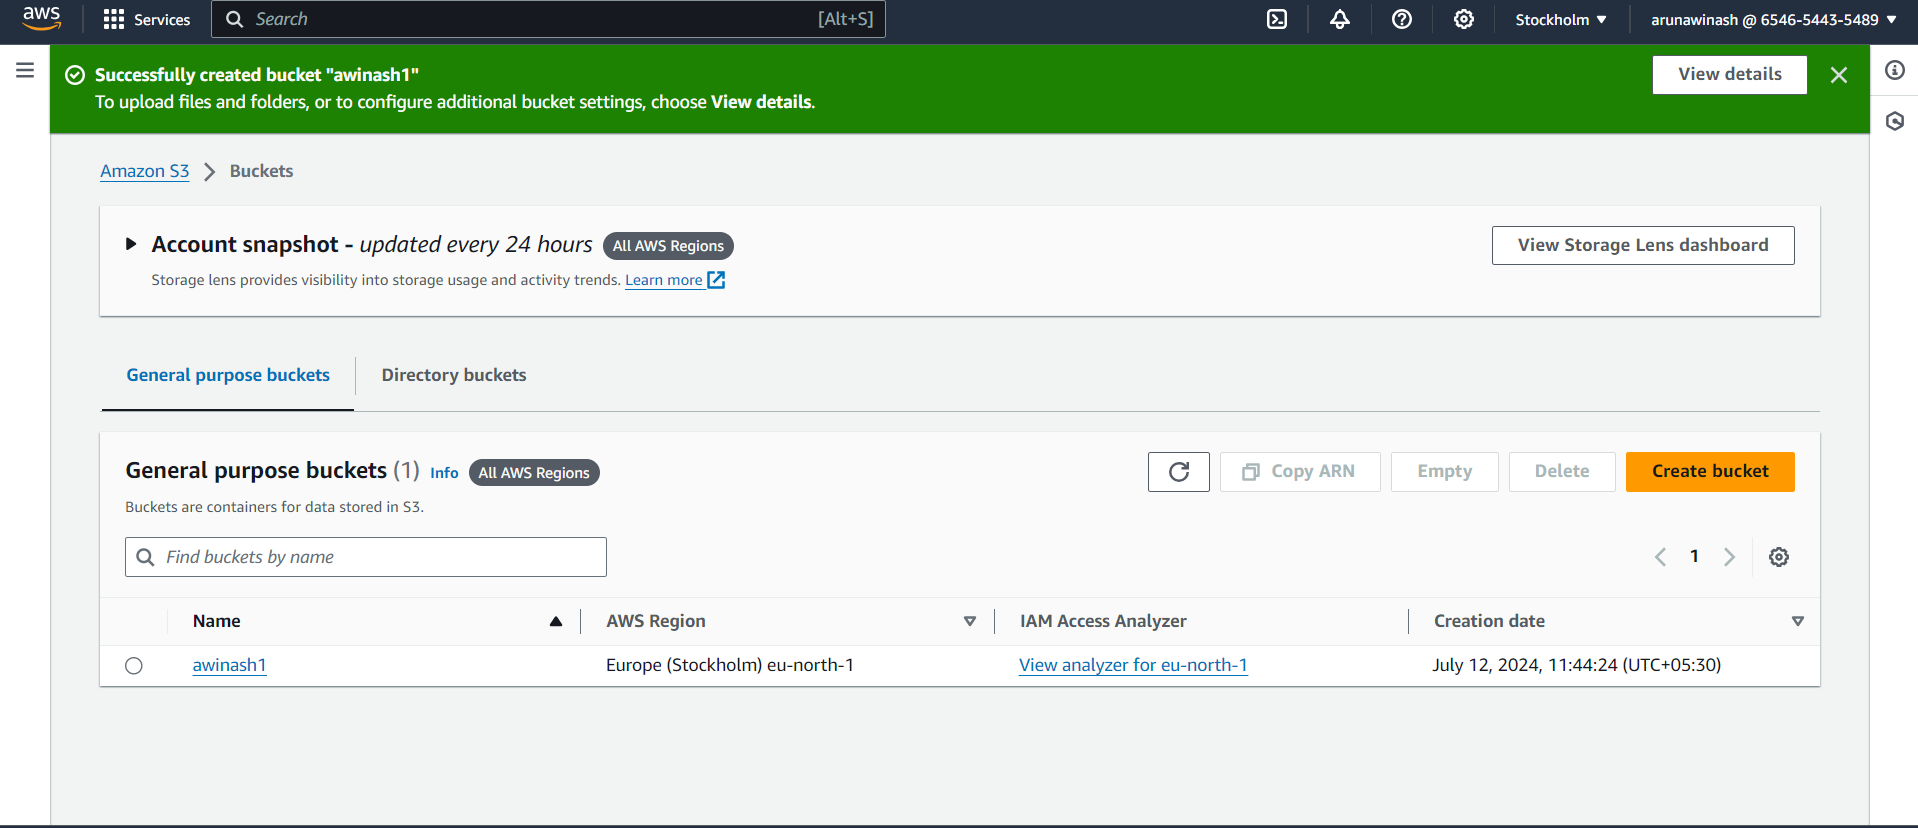 aws Services Search [Alt+S] Stockholm arunawinash @ 6546-5443-5489
Successfully created bucket "awinash1"
To upload files and folders, or to configure additional bucket settings, choose View details.
View details
Amazon S3 Buckets
Account snapshot - updated every 24 hours All AWS Regions
Storage lens provides visibility into storage usage and activity trends. Learn more
View Storage Lens dashboard
General purpose buckets Directory buckets
General purpose buckets (1) Info All AWS Regions
Buckets are containers for data stored in S3.
Copy ARN Empty Delete Create bucket
Find buckets by name
1
Name AWS Region IAM Access Analyzer Creation date
awinash1 Europe (Stockholm) eu-north-1 View analyzer for eu-north-1 July 12, 2024, 11:44:24 (UTC+05:30)